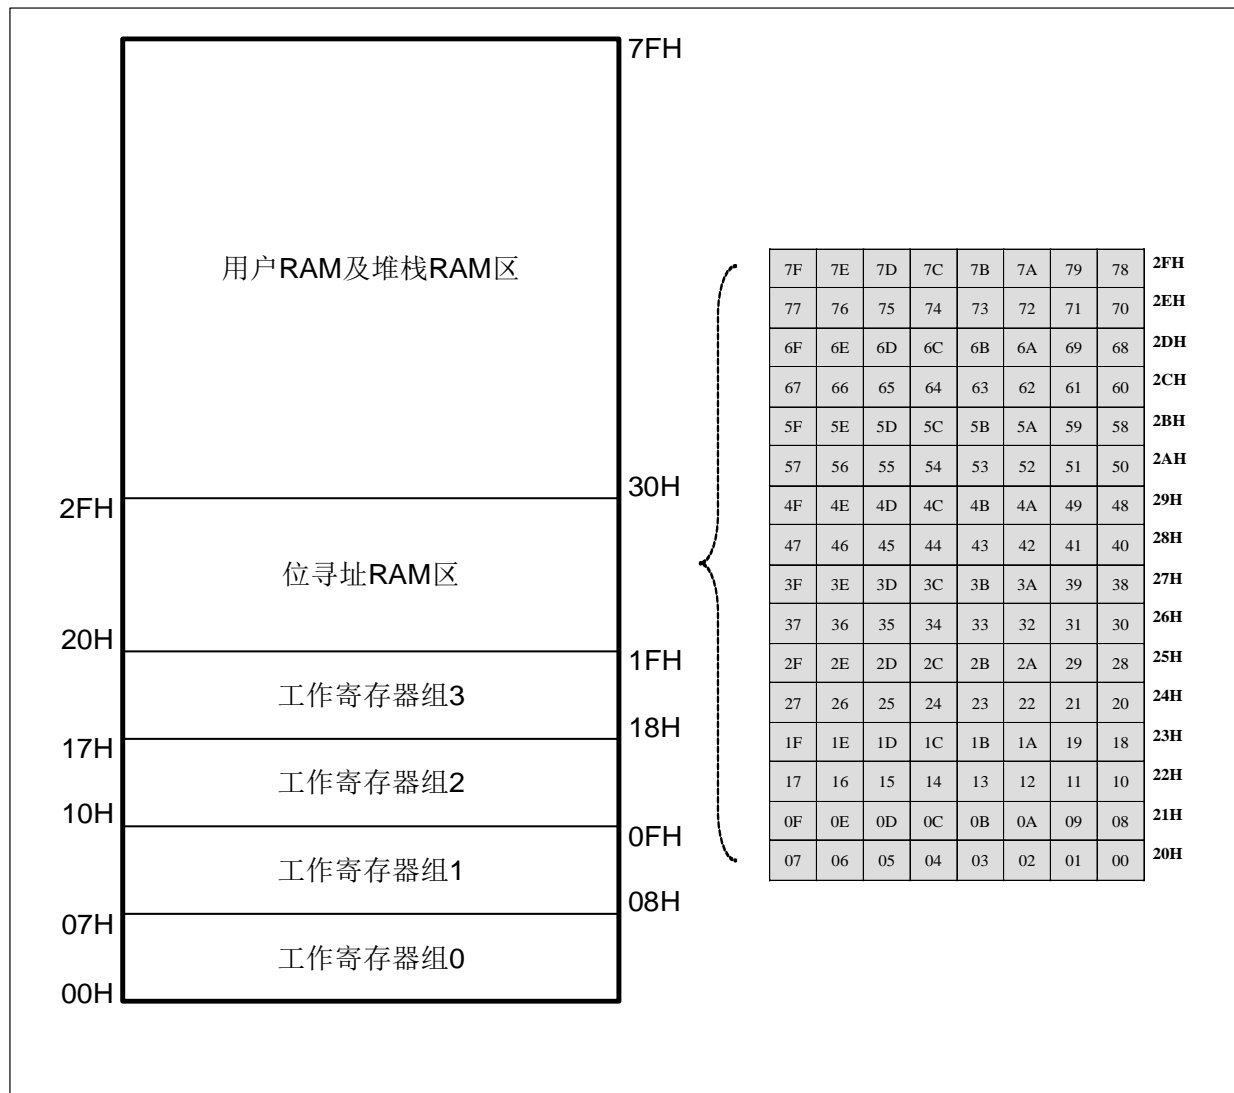 7FH
用户RAM及堆栈RAM区
30H
2FH
位寻址RAM区
20H
1FH
工作寄存器组3
18H
17H
工作寄存器组2
10H
0FH
工作寄存器组1
08H
07H
工作寄存器组0
00H
7F 7E 7D 7C 7B 7A 79 78 2FH
77 76 75 74 73 72 71 70 2EH
6F 6E 6D 6C 6B 6A 69 68 2DH
67 66 65 64 63 62 61 60 2CH
5F 5E 5D 5C 5B 5A 59 58 2BH
57 56 55 54 53 52 51 50 2AH
4F 4E 4D 4C 4B 4A 49 48 29H
47 46 45 44 43 42 41 40 28H
3F 3E 3D 3C 3B 3A 39 38 27H
37 36 35 34 33 32 31 30 26H
2F 2E 2D 2C 2B 2A 29 28 25H
27 26 25 24 23 22 21 20 24H
1F 1E 1D 1C 1B 1A 19 18 23H
17 16 15 14 13 12 11 10 22H
0F 0E 0D 0C 0B 0A 09 08 21H
07 06 05 04 03 02 01 00 20H